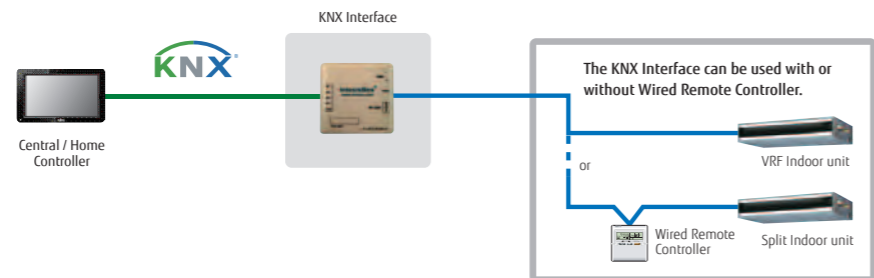 KNX Interface
KNX
The KNX Interface can be used with or
without Wired Remote Controller.
Central / Home
Controller
VRF Indoor unit
or
Wired Remote
Controller
Split Indoor unit